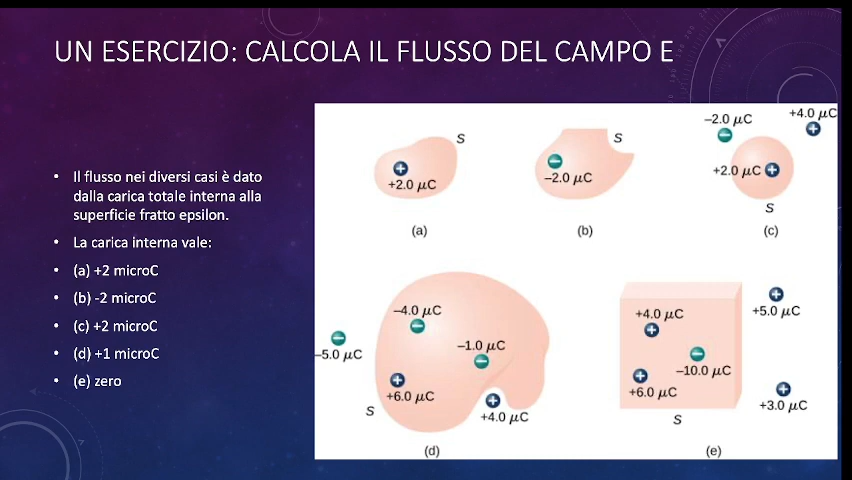 UN ESERCIZIO: CALCOLA IL FLUSSO DEL CAMPO E
• Il flusso nei diversi casi è dato
dalla carica totale interna alla
superficie fratto epsilon.
• La carica interna vale:
• (a) +2 microC
• (b) -2 microC
• (c) +2 microC
• (d) +1 microC
• (e) zero
S
+2.0 μC
(a)
S
−2.0 μC
(b)
−2.0 μC
+4.0 μC
+2.0 μC
S
(c)
−4.0 μC
−5.0 μC
−1.0 μC
+6.0 μC
S
+4.0 μC
(d)
+4.0 μC
+5.0 μC
−10.0 μC
+6.0 μC
+3.0 μC
S
(e)